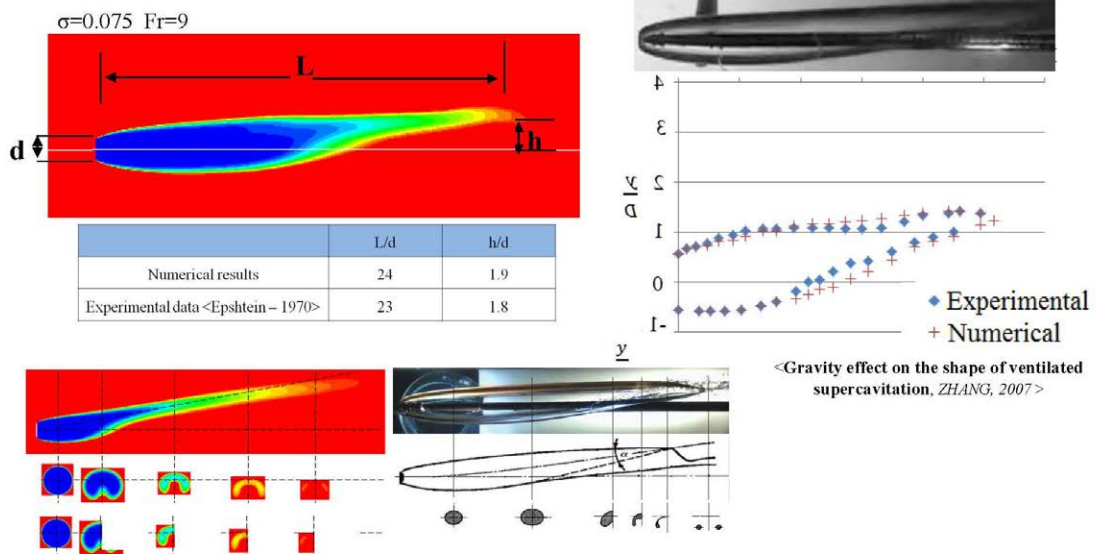 σ=0.075 Fr=9
L
d
h
L/d h/d
Numerical results 24 1.9
Experimental data <Epshtein – 1970> 23 1.8
4
3
2
1
0
-1
y
D
Experimental
Numerical
y
<Gravity effect on the shape of ventilated
supercavitation, ZHANG, 2007 >
α